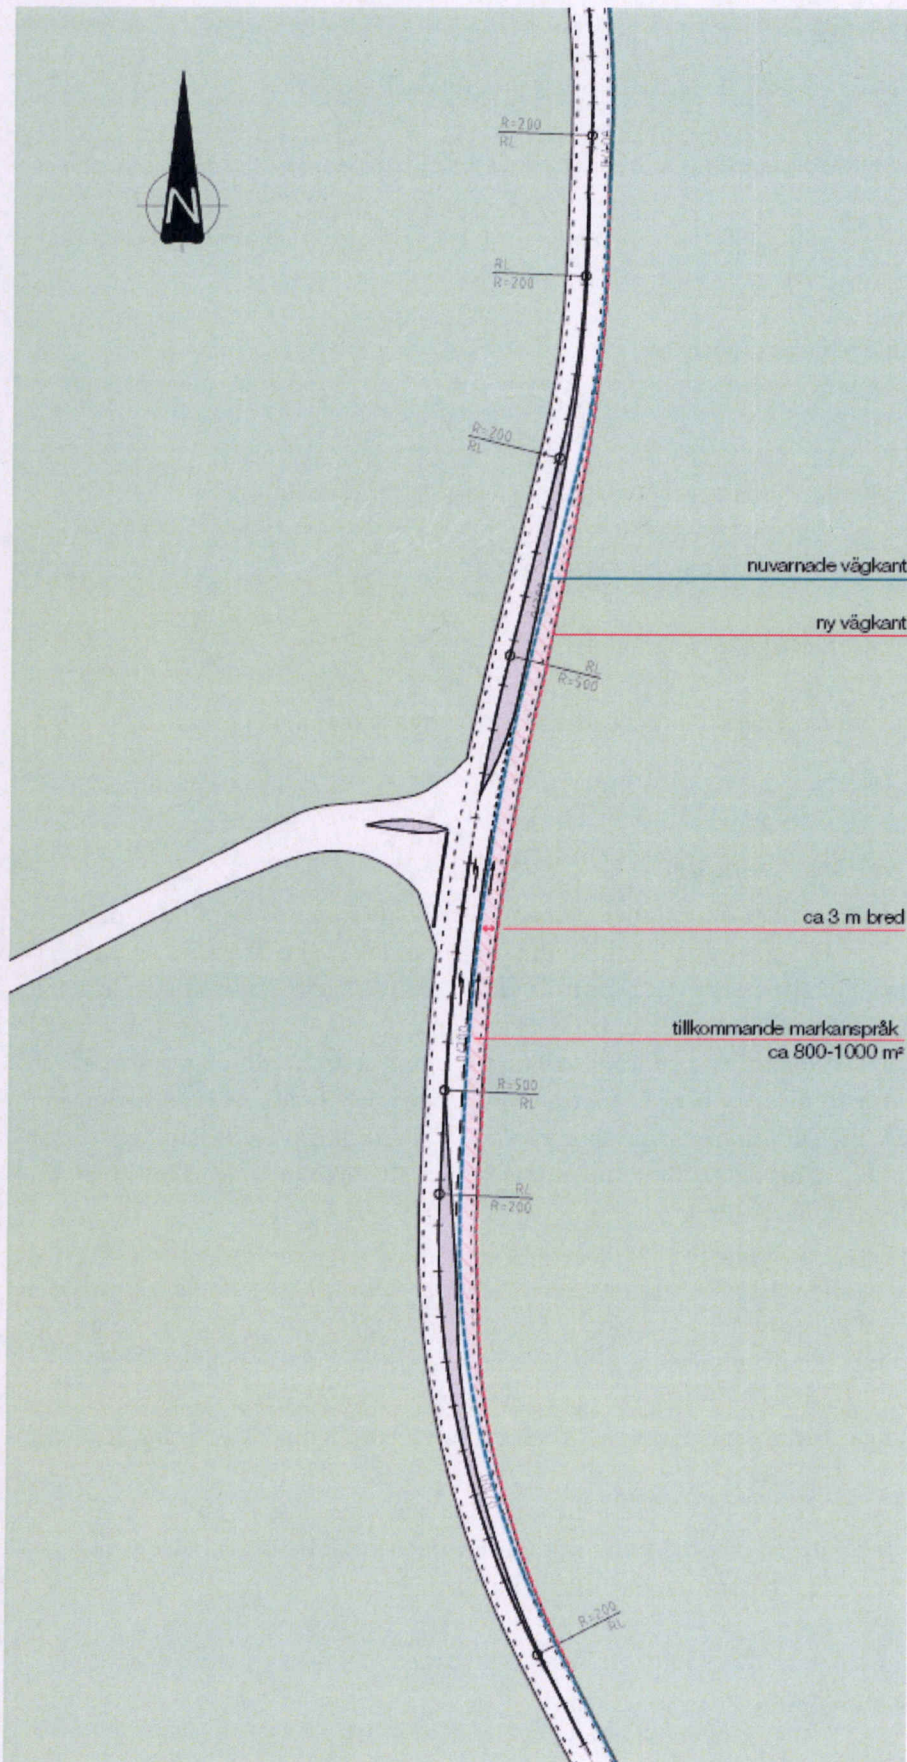 R=200
RL
N
RL
R=200
R=200
RL
nuvarnade vägkant
ny vägkant
RL
R=500
ca 3 m bred
tillkommande markanspråk
ca 800-1000 m²
R=500
RL
RL
R=200
R=200
RL